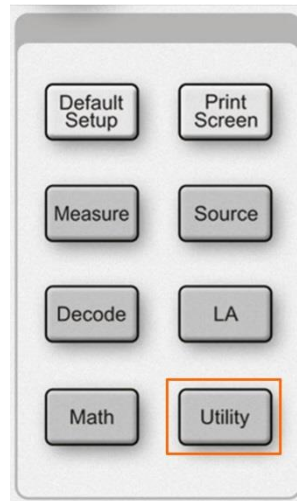 Default
Setup
Print
Screen
Measure
Source
Decode
LA
Math
Utility